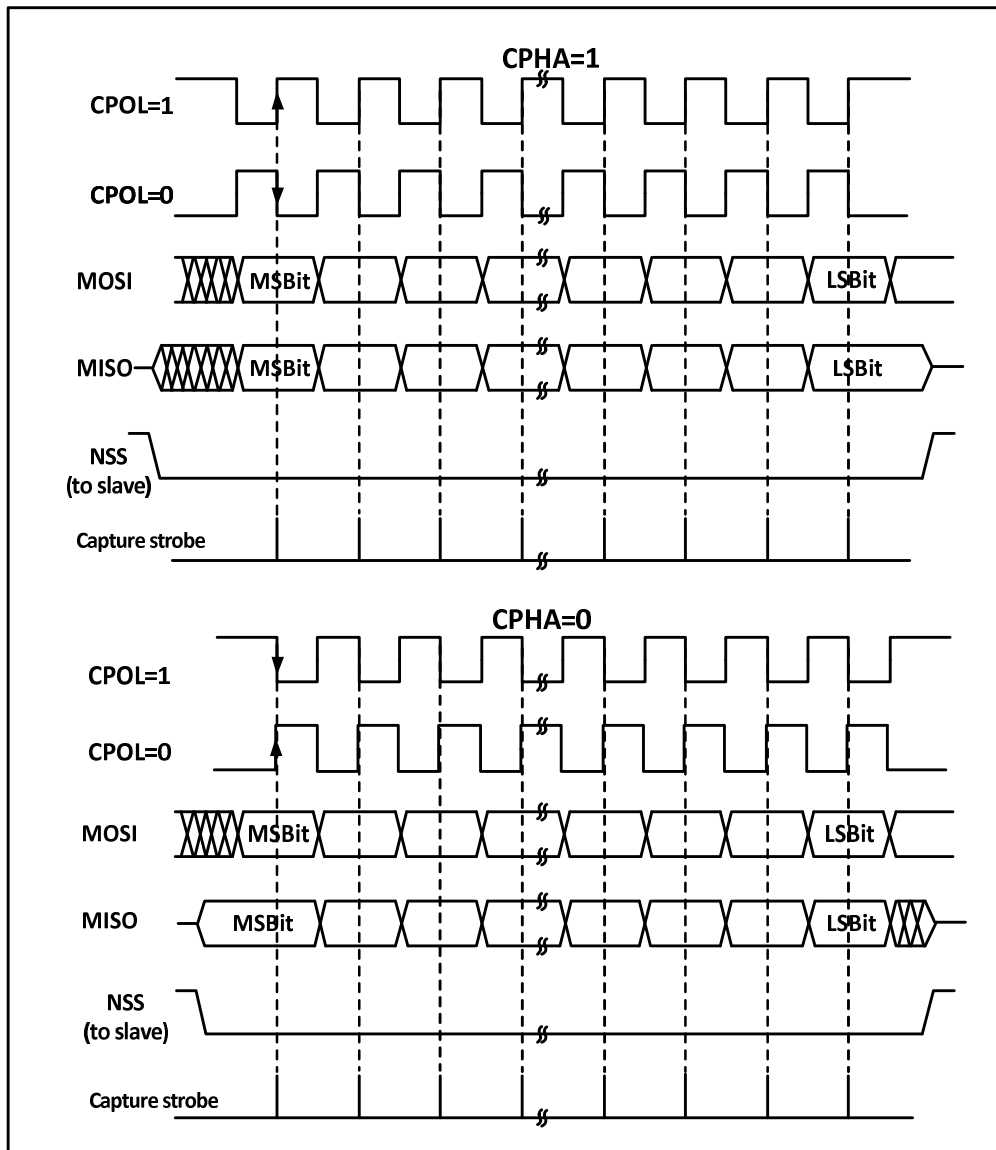 CPHA=1
CPOL=1
CPOL=0
MOSI
MSBit
LSBit
MISO
MSBit
LSBit
NSS
(to slave)
Capture strobe
CPHA=0
CPOL=1
CPOL=0
MOSI
MSBit
LSBit
MISO
MSBit
LSBit
NSS
(to slave)
Capture strobe